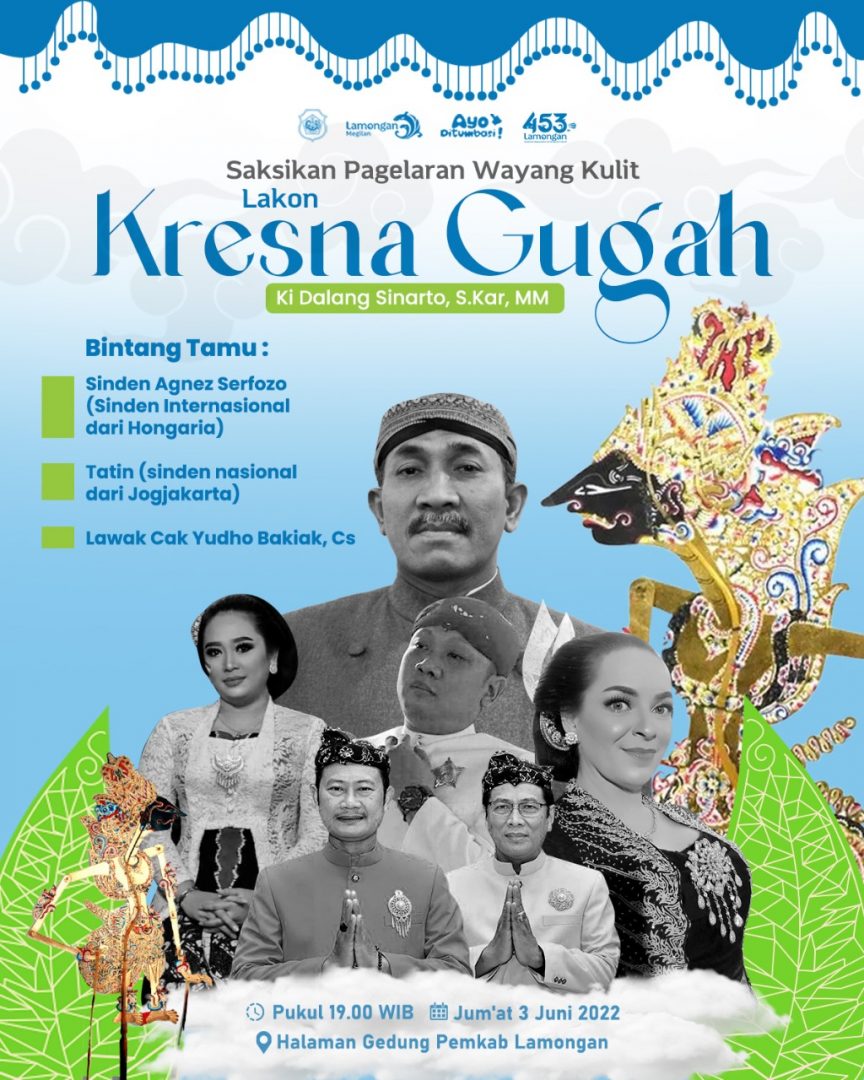 Lamongan
Megilan
Ayo
Ditumbasi!
453
Lamongan
Saksikan Pagelaran Wayang Kulit
Lakon
Kresna Gugah
Ki Dalang Sinarto, S.Kar, MM
Bintang Tamu :
Sinden Agnez Serfozo
(Sinden Internasional
dari Hongaria)
Tatin (sinden nasional
dari Jogjakarta)
Lawak Cak Yudho Bakiak, Cs
Pukul 19.00 WIB Jum'at 3 Juni 2022
Halaman Gedung Pemkab Lamongan